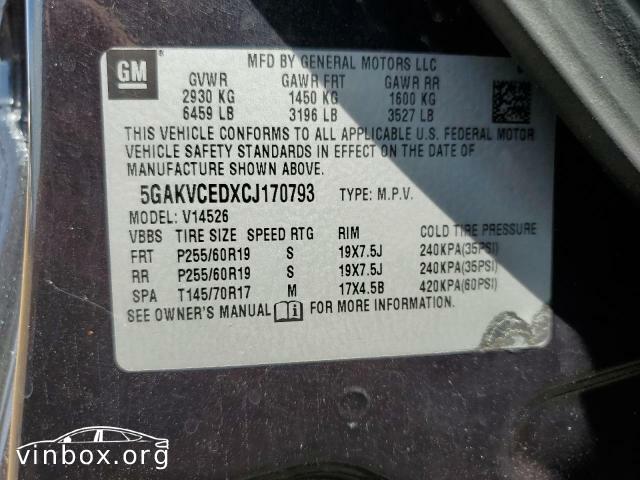 GM
MFD BY GENERAL MOTORS LLC
GVWR GAWR FRT GAWR RR
2930 KG 1450 KG 1600 KG
6459 LB 3196 LB 3527 LB
THIS VEHICLE CONFORMS TO ALL APPLICABLE U.S. FEDERAL MOTOR
VEHICLE SAFETY STANDARDS IN EFFECT ON THE DATE OF
MANUFACTURE SHOWN ABOVE.
5GAKVCEDXCJ170793 TYPE: M.P.V.
MODEL: V14526
VBBS TIRE SIZE SPEED RTG RIM COLD TIRE PRESSURE
FRT P255/60R19 S 19X7.5J 240KPA(35PSI)
RR P255/60R19 S 19X7.5J 240KPA(35PSI)
SPA T145/70R17 M 17X4.5B 420KPA(60PSI)
SEE OWNER'S MANUAL FOR MORE INFORMATION.
vinbox.org